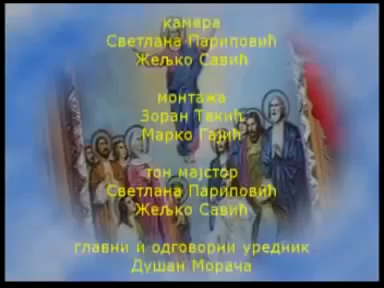 камера
Светлана Париповић
Жељко Савић
монтажа
Зоран Такић
Марко Гајић
тон мајстор
Светлана Париповић
Жељко Савић
главни и одговорни уредник
Душан Морача